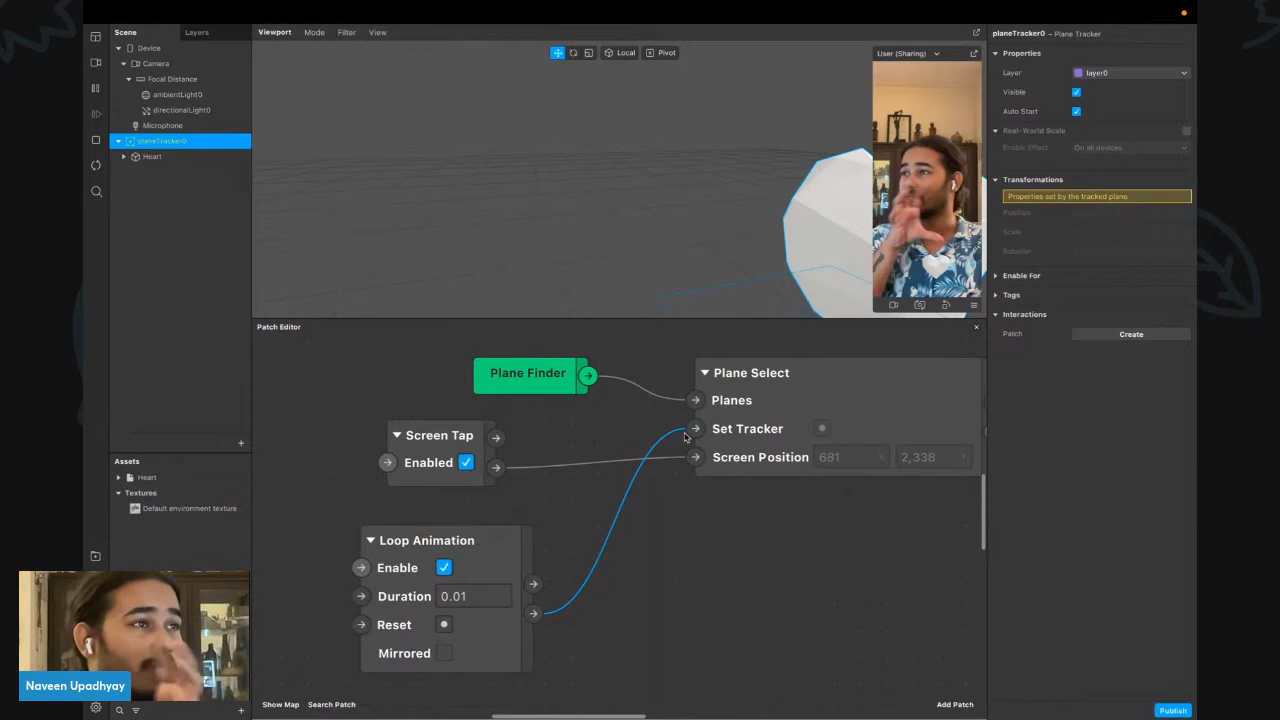 Scene
Layers
Device
Camera
Focal Distance
ambientLight0
directionalLight0
Microphone
planeTracker0
Heart
Assets
Heart
Textures
Default environment texture
Viewport
Mode
Filter
View
Local
Pivot
User (Sharing)
Patch Editor
Plane Finder
Screen Tap
Enabled
Loop Animation
Enable
Duration
0.01
Reset
Mirrored
Plane Select
Planes
Set Tracker
Screen Position
681
2,338
Show Map
Search Patch
Add Patch
planeTracker0 – Plane Tracker
Properties
Layer
layer0
Visible
Auto Start
Real-World Scale
Enable Effect
On all devices
Transformations
Properties set by the tracked plane.
Position
Scale
Rotation
Enable For
Tags
Interactions
Patch
Create
Publish
Naveen Upadhyay